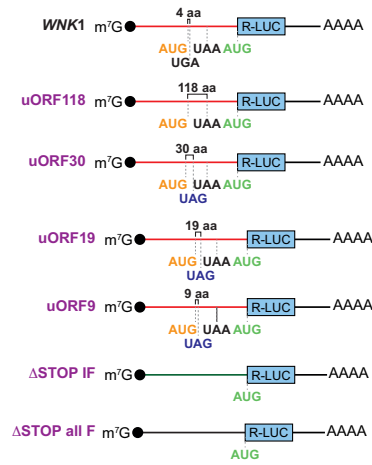 4 aa
WNK1 m⁷G R-LUC AAAA
AUG UAA AUG
UGA
118 aa
uORF118 m⁷G R-LUC AAAA
AUG UAA AUG
30 aa
uORF30 m⁷G R-LUC AAAA
AUG UAA AUG
UAG
19 aa
uORF19 m⁷G R-LUC AAAA
AUG UAA AUG
UAG
9 aa
uORF9 m⁷G R-LUC AAAA
AUG UAA AUG
UAG
ΔSTOP IF m⁷G R-LUC AAAA
AUG
ΔSTOP all F m⁷G R-LUC AAAA
AUG